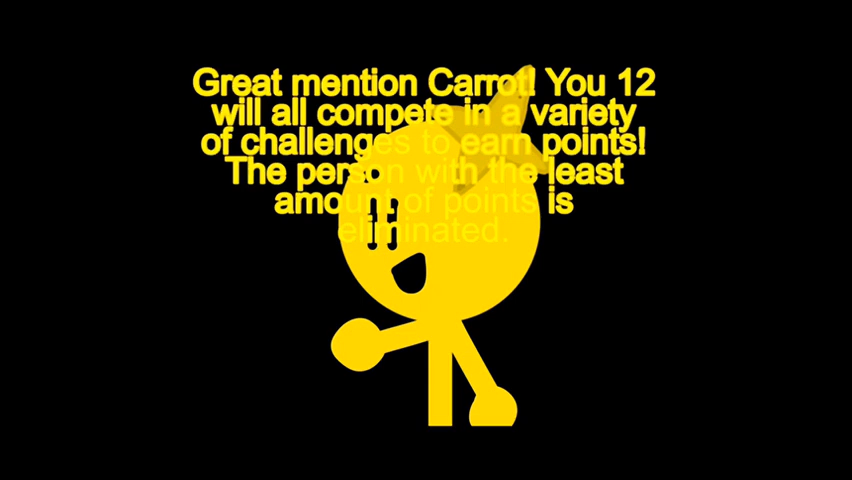 Great mention Carrot! You 12
will all compete in a variety
of challenges to earn points!
The person with the least
amount of points is
eliminated.